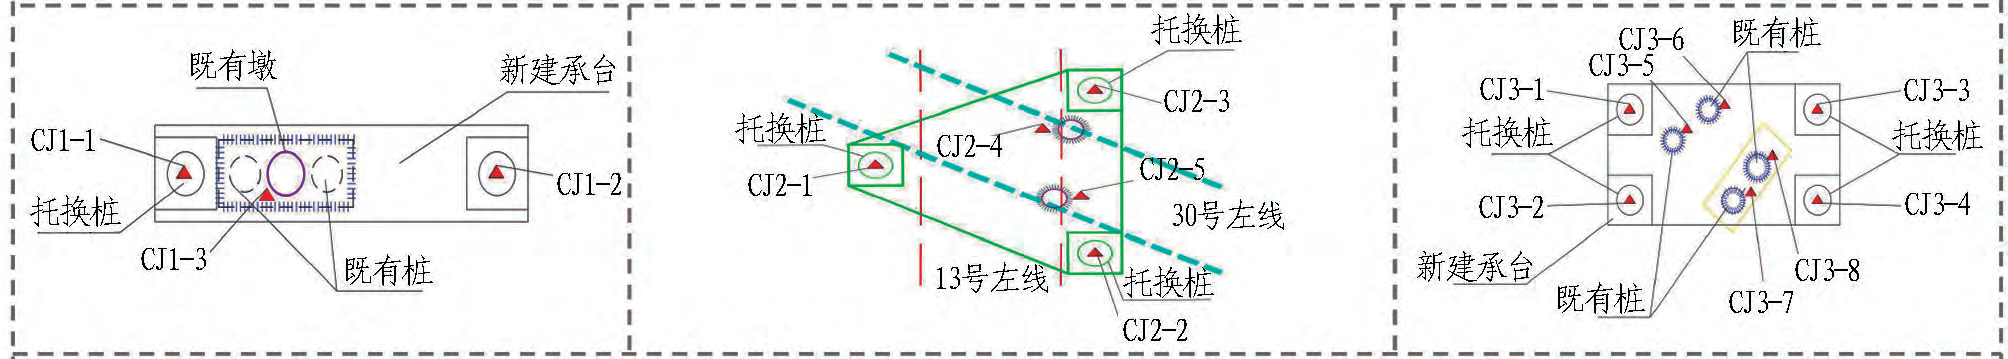 既有墩
新建承台
CJ1-1
托换桩
CJ1-2
CJ1-3
既有桩
托换桩
CJ2-3
托换桩
CJ2-4
CJ2-1
CJ2-5
30号左线
13号左线
托换桩
CJ2-2
CJ3-6
既有桩
CJ3-5
CJ3-1
CJ3-3
托换桩
托换桩
CJ3-2
CJ3-4
新建承台
CJ3-8
既有桩
CJ3-7